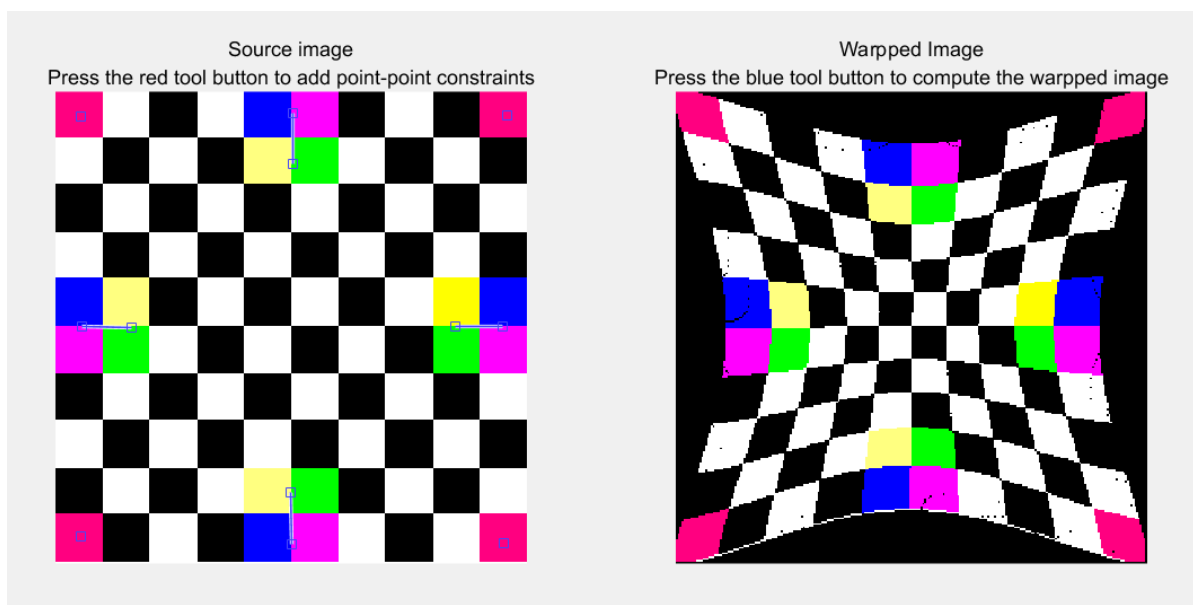 Source image
Press the red tool button to add point-point constraints
Warpped Image
Press the blue tool button to compute the warpped image